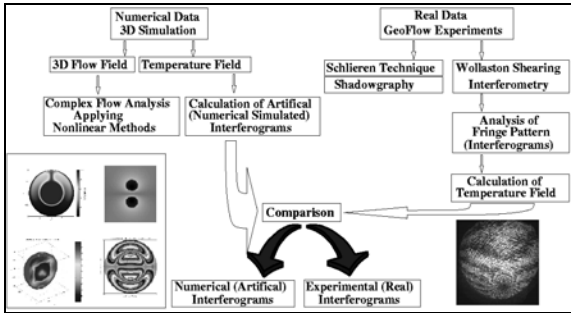 Numerical Data
3D Simulation
Real Data
GeoFlow Experiments
3D Flow Field
Temperature Field
Schlieren Technique
Shadowgraphy
Wollaston Shearing
Interferometry
Complex Flow Analysis
Applying
Nonlinear Methods
Calculation of Artifical
(Numerical Simulated)
Interferograms
Analysis of
Fringe Pattern
(Interferograms)
Calculation of
Temperature Field
Comparison
Numerical (Artifical)
Interferograms
Experimental (Real)
Interferograms